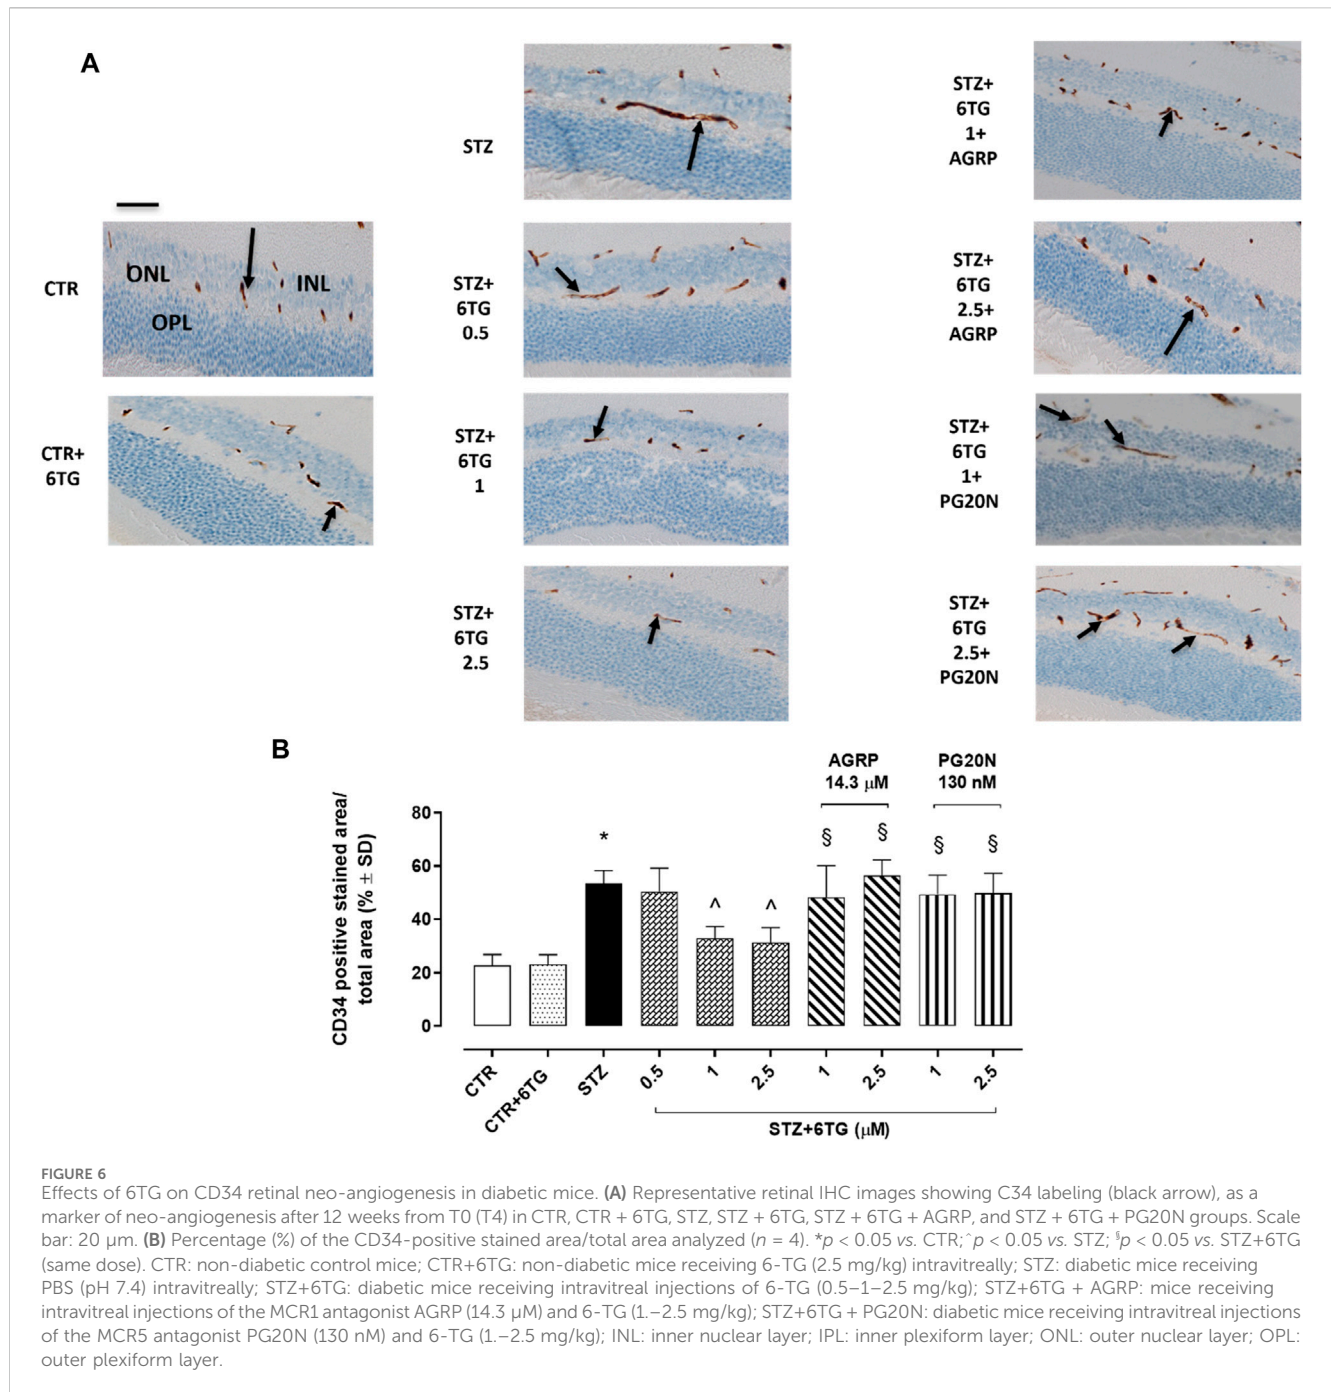 A
CTR
ONL
INL
OPL
CTR+
6TG
STZ
STZ+
6TG
0.5
STZ+
6TG
1
STZ+
6TG
2.5
STZ+
6TG
1+
AGRP
STZ+
6TG
2.5+
AGRP
STZ+
6TG
1+
PG20N
STZ+
6TG
2.5+
PG20N
B
AGRP
14.3 μM
PG20N
130 nM
CD34 positive stained area/
total area (% ± SD)
80
60
40
20
0
*
^
^
§
§
§
§
CTR
CTR+6TG
STZ
0.5
1
2.5
1
2.5
1
2.5
STZ+6TG (μM)
FIGURE 6
Effects of 6TG on CD34 retinal neo-angiogenesis in diabetic mice. (A) Representative retinal IHC images showing C34 labeling (black arrow), as a
marker of neo-angiogenesis after 12 weeks from T0 (T4) in CTR, CTR + 6TG, STZ, STZ + 6TG, STZ + 6TG + AGRP, and STZ + 6TG + PG20N groups. Scale
bar: 20 μm. (B) Percentage (%) of the CD34-positive stained area/total area analyzed (n = 4). *p < 0.05 vs. CTR; ^p < 0.05 vs. STZ; §p < 0.05 vs. STZ+6TG
(same dose). CTR: non-diabetic control mice; CTR+6TG: non-diabetic mice receiving 6-TG (2.5 mg/kg) intravitreally; STZ: diabetic mice receiving
PBS (pH 7.4) intravitreally; STZ+6TG: diabetic mice receiving intravitreal injections of 6-TG (0.5–1–2.5 mg/kg); STZ+6TG + AGRP: mice receiving
intravitreal injections of the MCR1 antagonist AGRP (14.3 μM) and 6-TG (1.–2.5 mg/kg); STZ+6TG + PG20N: diabetic mice receiving intravitreal injections
of the MCR5 antagonist PG20N (130 nM) and 6-TG (1.–2.5 mg/kg); INL: inner nuclear layer; IPL: inner plexiform layer; ONL: outer nuclear layer; OPL:
outer plexiform layer.